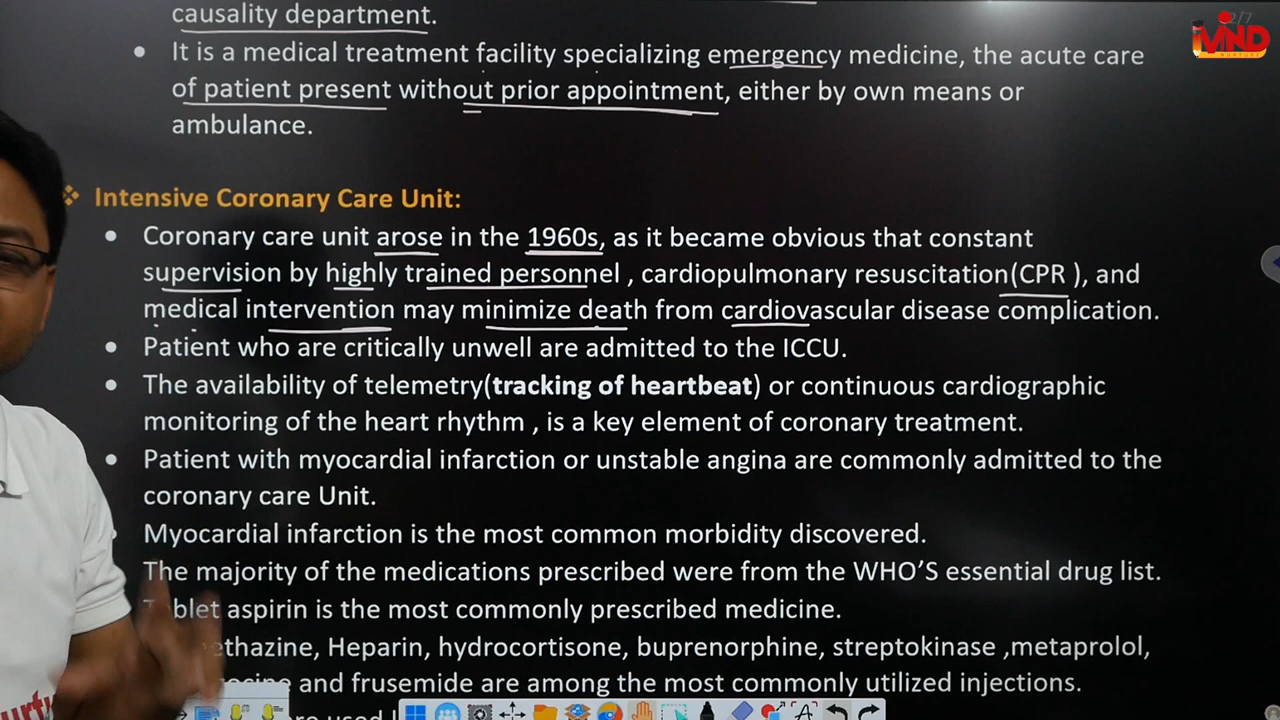 causality department.
2/7
IVND
NURTURE
• It is a medical treatment facility specializing emergency medicine, the acute care
of patient present without prior appointment, either by own means or
ambulance.
❖ Intensive Coronary Care Unit:
• Coronary care unit arose in the 1960s, as it became obvious that constant
supervision by highly trained personnel , cardiopulmonary resuscitation(CPR ), and
medical intervention may minimize death from cardiovascular disease complication.
• Patient who are critically unwell are admitted to the ICCU.
• The availability of telemetry(tracking of heartbeat) or continuous cardiographic
monitoring of the heart rhythm , is a key element of coronary treatment.
• Patient with myocardial infarction or unstable angina are commonly admitted to the
coronary care Unit.
Myocardial infarction is the most common morbidity discovered.
The majority of the medications prescribed were from the WHO'S essential drug list.
Tablet aspirin is the most commonly prescribed medicine.
Heparin, hydrocortisone, buprenorphine, streptokinase ,metaprolol,
and frusemide are among the most commonly utilized injections.